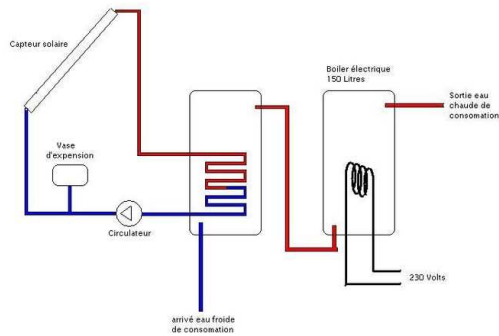 Capteur solaire
Boiler électrique
150 Litres
Sortie eau
chaude de
consomation
Vase
d'expension
Circulateur
230 Volts
arrivé eau froide
de consomation